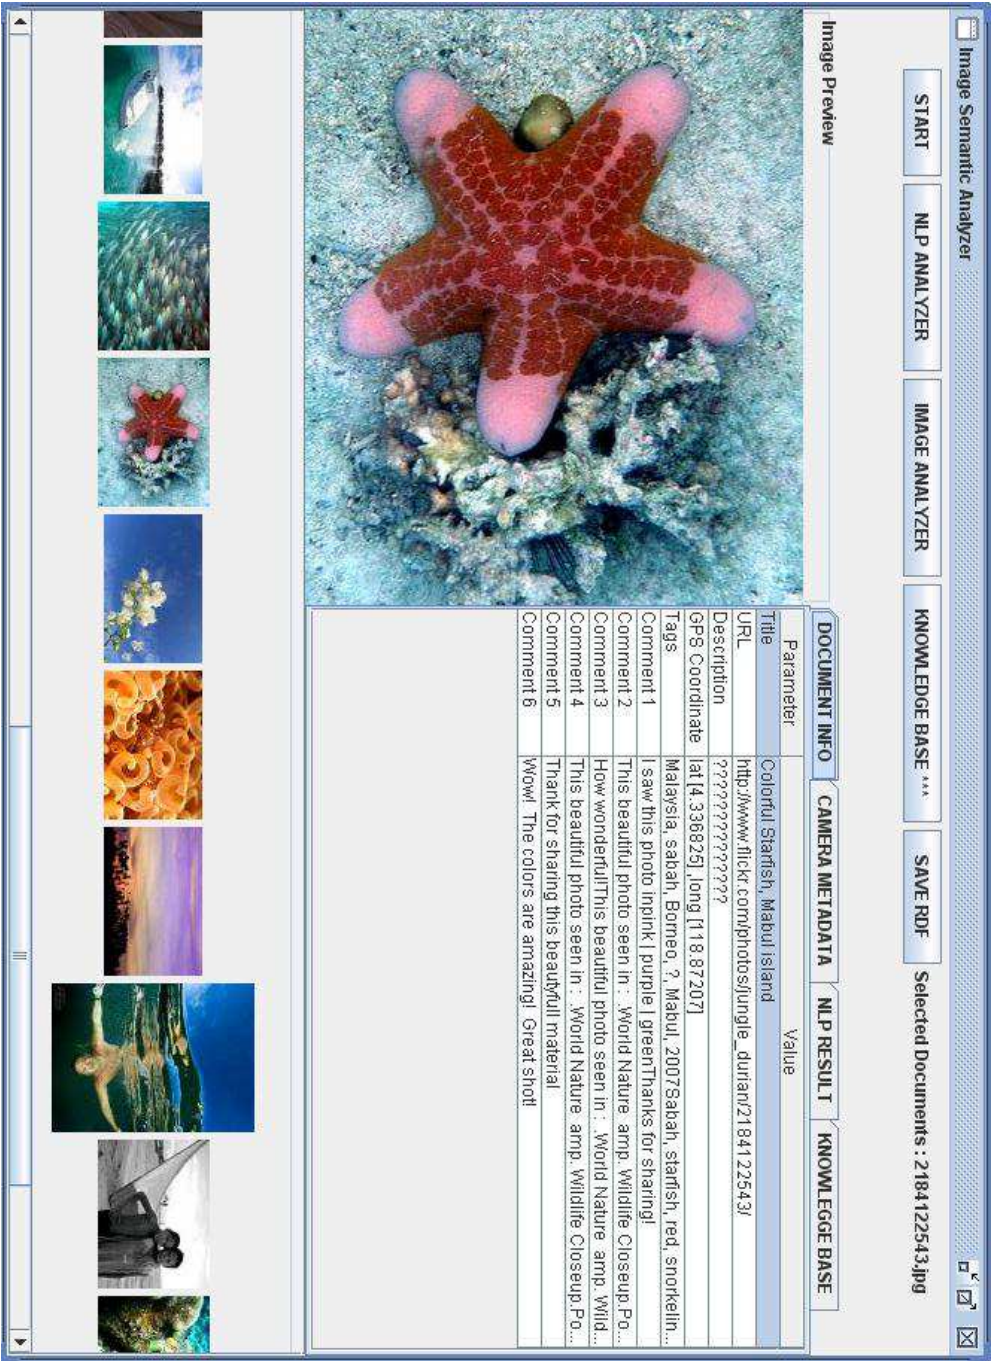 Image Semantic Analyzer
START NLP ANALYZER IMAGE ANALYZER KNOWLEDGE BASE *** SAVE RDF Selected Documents : 2184122543.jpg
Image Preview
DOCUMENT INFO CAMERA METADATA NLP RESULT KNOWLEGGE BASE
Parameter Value
Title Colorful Starfish, Mabul island
URL http://www.flickr.com/photos/jungle_durian/2184122543/
Description ?????????????
GPS Coordinate lat [4.336825] ,long [118.87207]
Tags Malaysia, sabah, Borneo, ?, Mabul, 2007Sabah, starfish, red, snorkelin...
Comment 1 I saw this photo inpink | purple | greenThanks for sharing!
Comment 2 This beautiful photo seen in : .World Nature amp. Wildlife Closeup.Po...
Comment 3 How wonderful!This beautiful photo seen in : .World Nature amp. Wild...
Comment 4 This beautiful photo seen in : .World Nature amp. Wildlife Closeup.Po...
Comment 5 Thank for sharing this beautyfull material
Comment 6 Wow! The colors are amazing! Great shot!